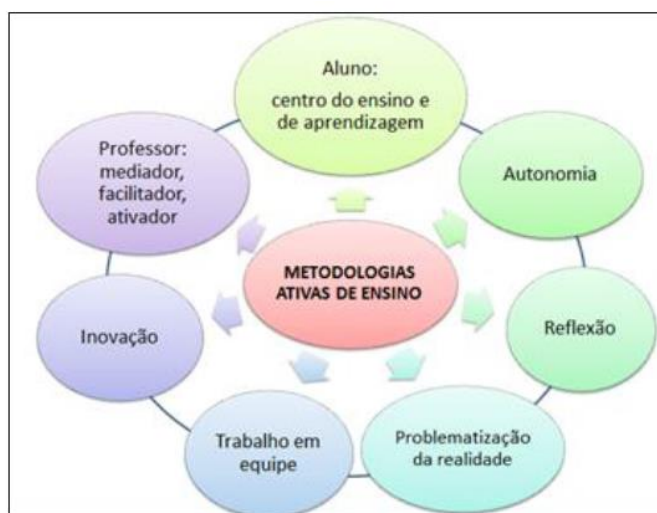 Aluno:
centro do ensino e
de aprendizagem
Professor:
mediador,
facilitador,
ativador
Autonomia
METODOLOGIAS
ATIVAS DE ENSINO
Inovação
Reflexão
Trabalho em
equipe
Problematização
da realidade